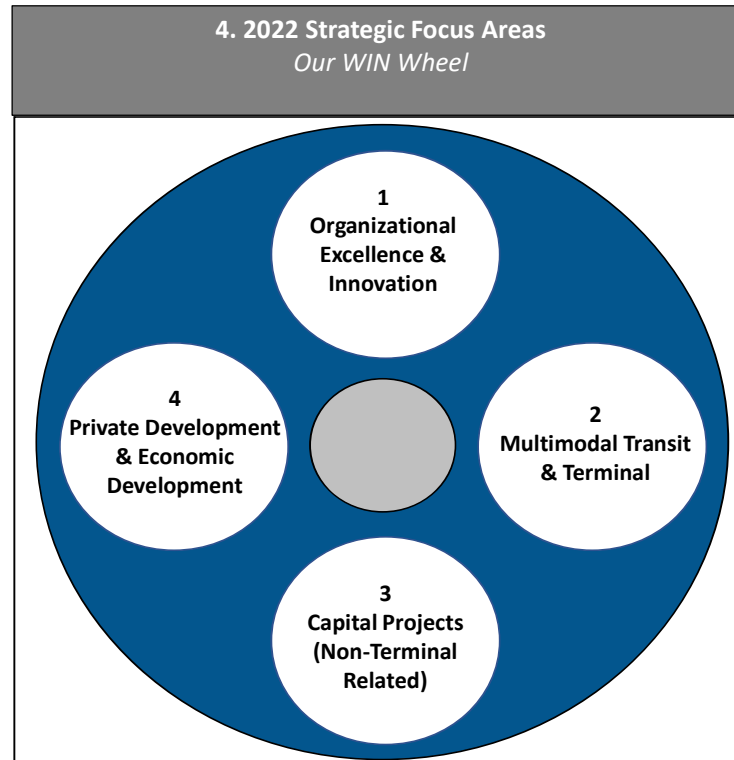 4. 2022 Strategic Focus Areas
Our WIN Wheel
1
Organizational
Excellence &
Innovation
4
Private Development
& Economic
Development
2
Multimodal Transit
& Terminal
3
Capital Projects
(Non-Terminal
Related)